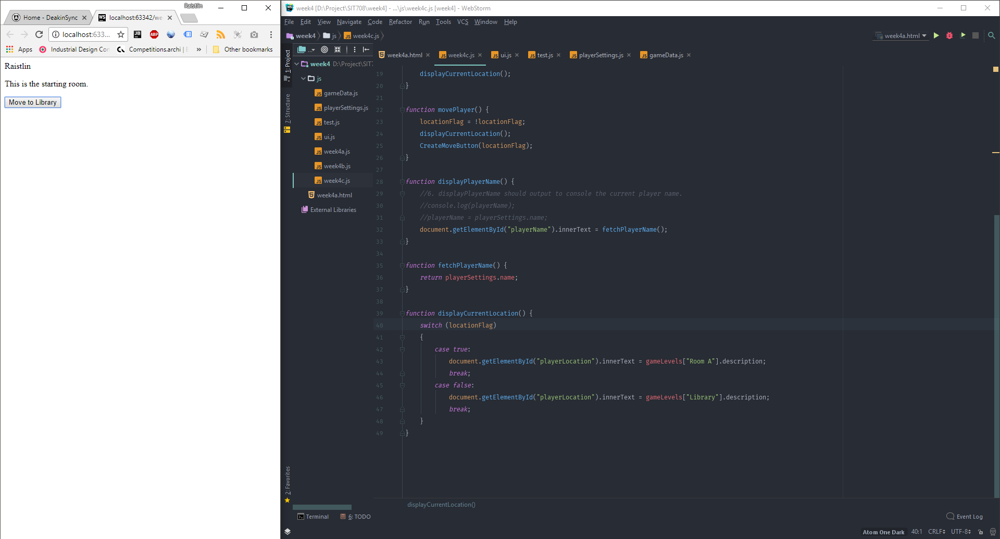 Raistlin
Home - DeakinSync
localhost:63342/we
localhost:633...
Apps
Industrial Design Con
Competitions.archi | E
»
Other bookmarks
Raistlin
This is the starting room.
Move to Library
week4 [D:\Project\SIT708\week4] - ...\js\week4c.js [week4] - WebStorm
File Edit View Navigate Code Refactor Run Tools VCS Window Help
week4 js week4c.js
week4a.html
week4a.html week4c.js ui.js test.js playerSettings.js gameData.js
1: Project
7: Structure
2: Favorites
week4 D:\Project\SIT7
js
gameData.js
playerSettings.js
test.js
ui.js
week4a.js
week4b.js
week4c.js
week4a.html
External Libraries
19 displayCurrentLocation();
20 }
21
22 function movePlayer() {
23 locationFlag = !locationFlag;
24 displayCurrentLocation();
25 CreateMoveButton(locationFlag);
26 }
27
28 function displayPlayerName() {
29 //6. displayPlayerName should output to console the current player name.
30 //console.log(playerName);
31 //playerName = playerSettings.name;
32 document.getElementById("playerName").innerText = fetchPlayerName();
33 }
34
35 function fetchPlayerName() {
36 return playerSettings.name;
37 }
38
39 function displayCurrentLocation() {
40 switch (locationFlag)
41 {
42 case true:
43 document.getElementById("playerLocation").innerText = gameLevels["Room A"].description;
44 break;
45 case false:
46 document.getElementById("playerLocation").innerText = gameLevels["Library"].description;
47 break;
48 }
49 }
displayCurrentLocation()
Terminal
6: TODO
Event Log
Atom One Dark 40:1 CRLF UTF-8